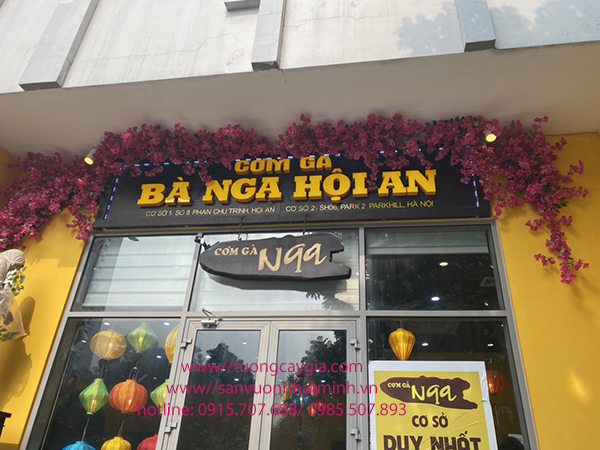 CƠM GÀ
BÀ NGA HỘI AN
CƠ SỞ 1: SỐ 8 PHAN CHU TRINH, HỘI AN CƠ SỞ 2: SH06, PARK 2 PARKHILL, HÀ NỘI
CƠM GÀ Nga
www://tuongcaygia.com
www://sanvuonnhatminh.vn
hotline: 0915.707.688/ 0985.507.893
CƠM GÀ Nga
CƠ SỞ
DUY NHẤT